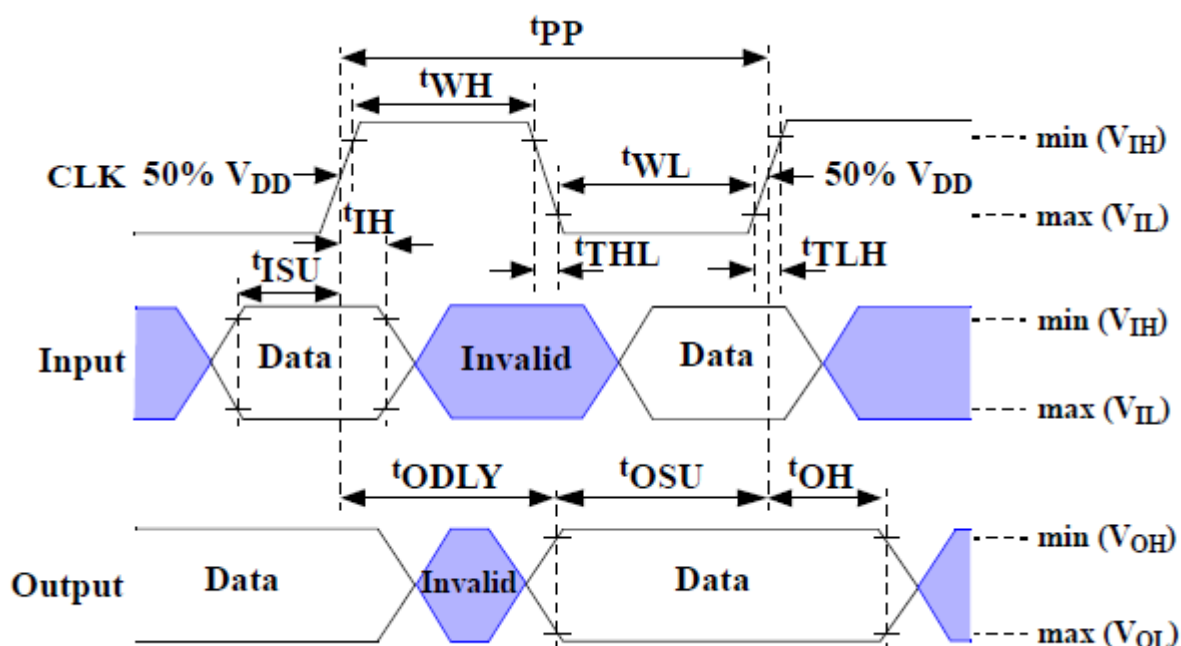 tPP
tWH
min (VIH)
CLK 50% VDD
tWL
50% VDD
max (VIL)
tIH
tISU
tTHL
tTLH
min (VIH)
Input
Data
Invalid
Data
max (VIL)
tODLY
tOSU
tOH
min (VOH)
Output
Data
Invalid
Data
max (VOL)